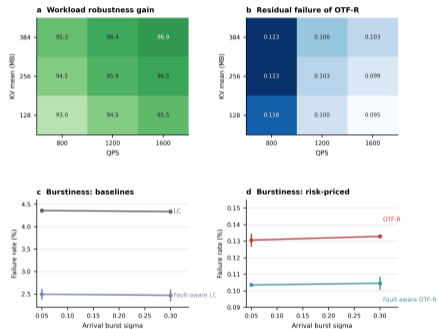 a Workload robustness gain
384
256
128
KV mean (MB)
95.3 96.4 96.9
94.5 95.9 96.5
93.0 94.5 95.5
800 1200 1600
QPS
b Residual failure of OTF-R
384
256
128
KV mean (MB)
0.123 0.106 0.103
0.123 0.103 0.099
0.118 0.100 0.095
800 1200 1600
QPS
c Burstiness: baselines
4.5
4.0
3.5
3.0
2.5
Failure rate (%)
LC
Fault-aware LC
0.05 0.10 0.15 0.20 0.25 0.30
Arrival burst sigma
d Burstiness: risk-priced
0.15
0.14
0.13
0.12
0.11
0.10
0.09
Failure rate (%)
OTF-R
Fault-aware OTF-R
0.05 0.10 0.15 0.20 0.25 0.30
Arrival burst sigma